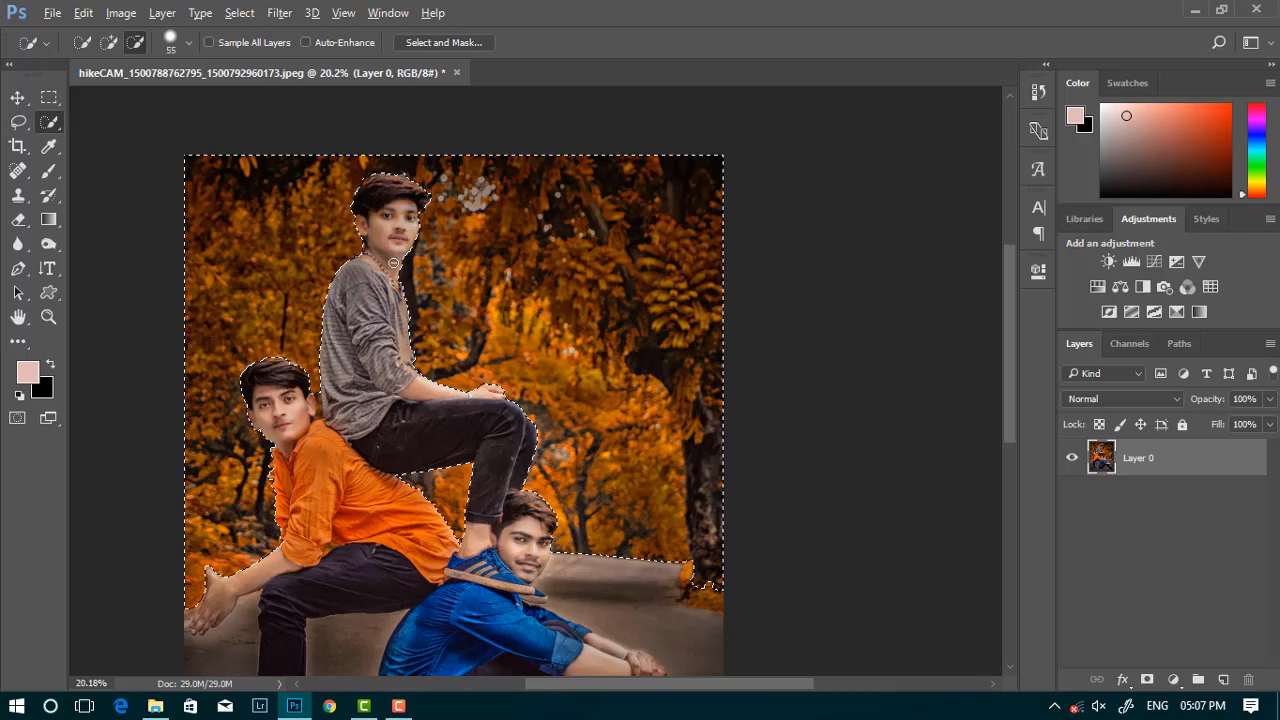 Ps File Edit Image Layer Type Select Filter 3D View Window Help
55 Sample All Layers Auto-Enhance Select and Mask...
hikeCAM_1500788762795_1500792960173.jpeg @ 20.2% (Layer 0, RGB/8#) * ×
Color Swatches
Libraries Adjustments Styles
Add an adjustment
Layers Channels Paths
Kind
Normal Opacity: 100%
Lock: Fill: 100%
Layer 0
20.18% Doc: 29.0M/29.0M
Lr Ps C C ENG 05:07 PM